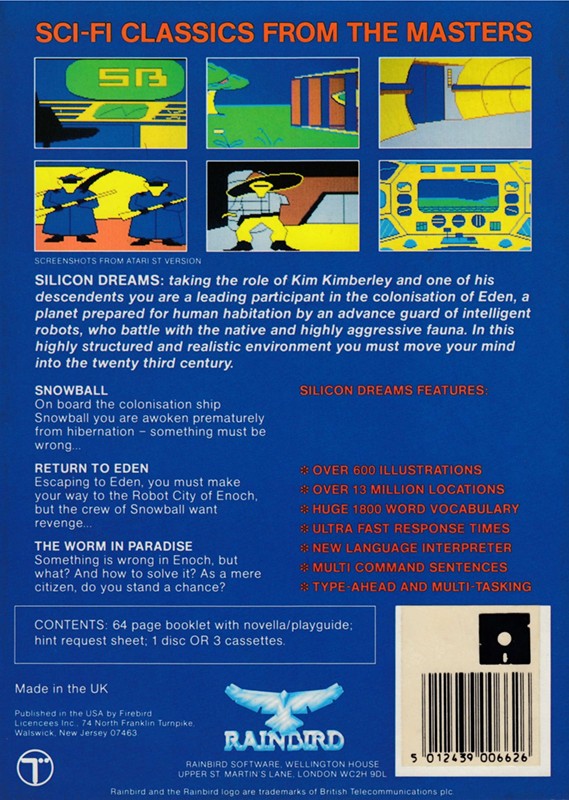 SCI-FI CLASSICS FROM THE MASTERS
SB
SCREENSHOTS FROM ATARI ST VERSION
SILICON DREAMS: taking the role of Kim Kimberley and one of his
descendents you are a leading participant in the colonisation of Eden, a
planet prepared for human habitation by an advance guard of intelligent
robots, who battle with the native and highly aggressive fauna. In this
highly structured and realistic environment you must move your mind
into the twenty third century.
SNOWBALL
On board the colonisation ship
Snowball you are awoken prematurely
from hibernation – something must be
wrong...
RETURN TO EDEN
Escaping to Eden, you must make
your way to the Robot City of Enoch,
but the crew of Snowball want
revenge...
THE WORM IN PARADISE
Something is wrong in Enoch, but
what? And how to solve it? As a mere
citizen, do you stand a chance?
SILICON DREAMS FEATURES:
❊ OVER 600 ILLUSTRATIONS
❊ OVER 13 MILLION LOCATIONS
❊ HUGE 1800 WORD VOCABULARY
❊ ULTRA FAST RESPONSE TIMES
❊ NEW LANGUAGE INTERPRETER
❊ MULTI COMMAND SENTENCES
❊ TYPE-AHEAD AND MULTI-TASKING
CONTENTS: 64 page booklet with novella/playguide;
hint request sheet; 1 disc OR 3 cassettes.
Made in the UK
Published in the USA by Firebird
Licencees Inc., 74 North Franklin Turnpike,
Walswick, New Jersey 07463
T
RAINBIRD
RAINBIRD SOFTWARE, WELLINGTON HOUSE
UPPER ST. MARTIN'S LANE, LONDON WC2H 9DL
5 012439 006626
Rainbird and the Rainbird logo are trademarks of British Telecommunications plc.